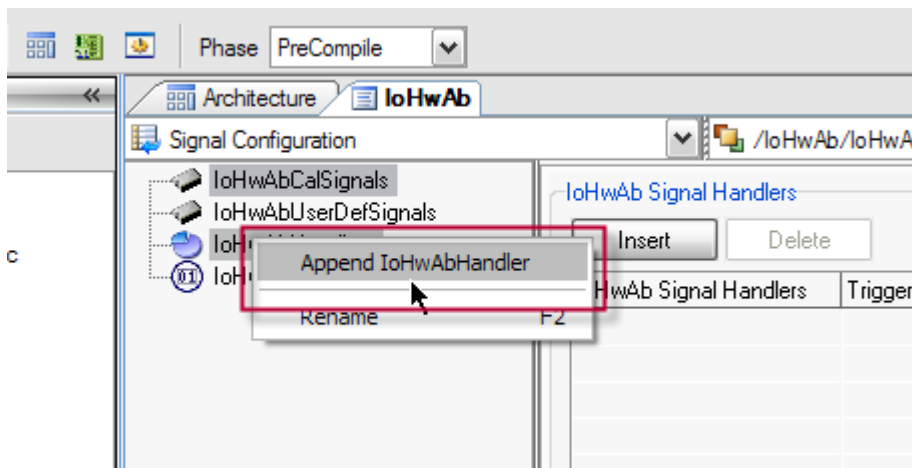 Phase PreCompile
Architecture IoHwAb
Signal Configuration /IoHwAb/IoHwA
IoHwAbCalSignals
IoHwAbUserDefSignals
IoHwAb Signal Handlers
Insert Delete
Append IoHwAbHandler
HwAb Signal Handlers Trigger
Rename F2
c